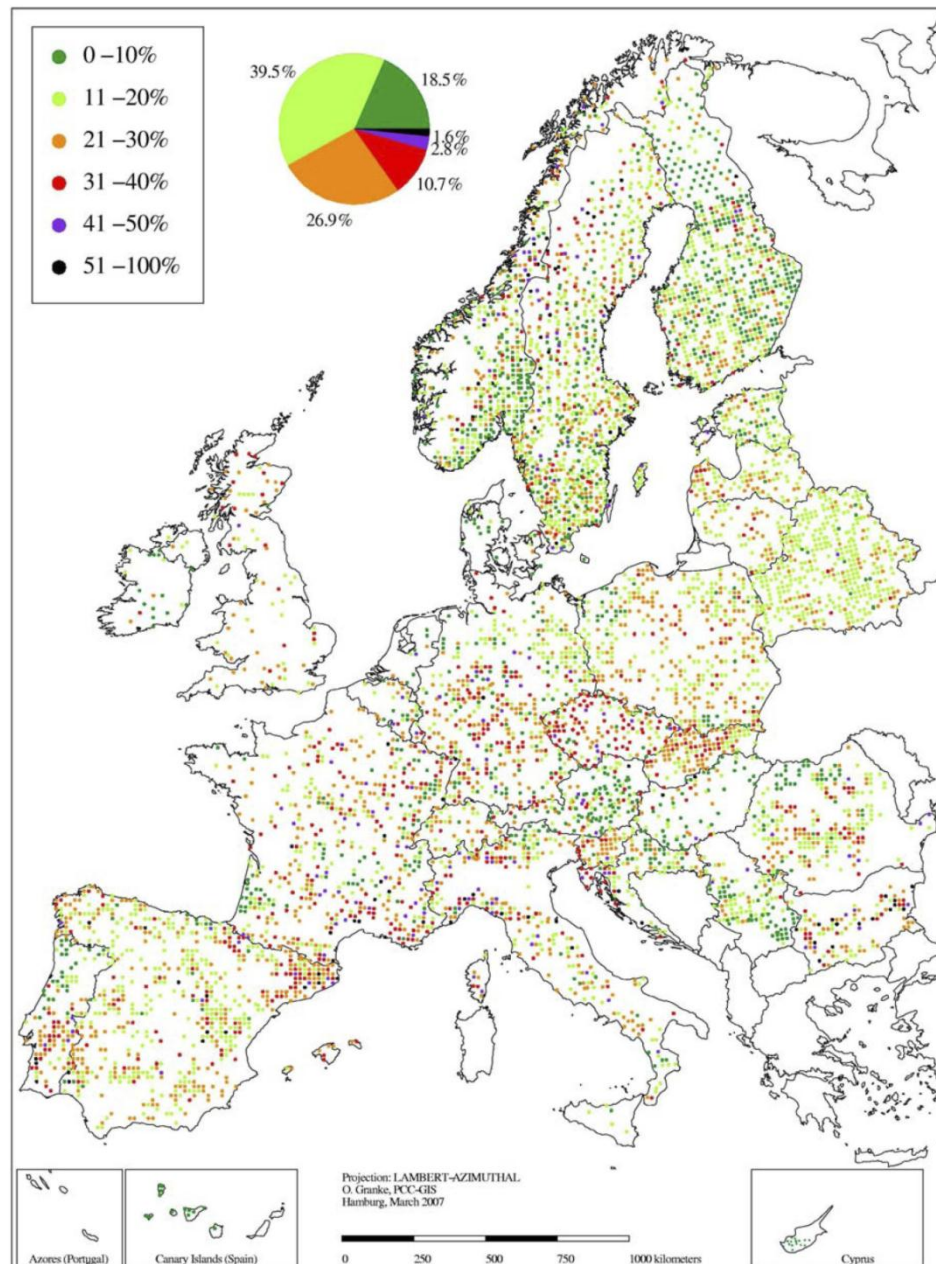 0 –10%
11 –20%
21 –30%
31 –40%
41 –50%
51 –100%
39.5%
18.5%
1.6%
2.8%
10.7%
26.9%
Projection: LAMBERT-AZIMUTHAL
O. Granke, PCC-GIS
Hamburg, March 2007
0 250 500 750 1000 kilometers
Azores (Portugal)
Canary Islands (Spain)
Cyprus